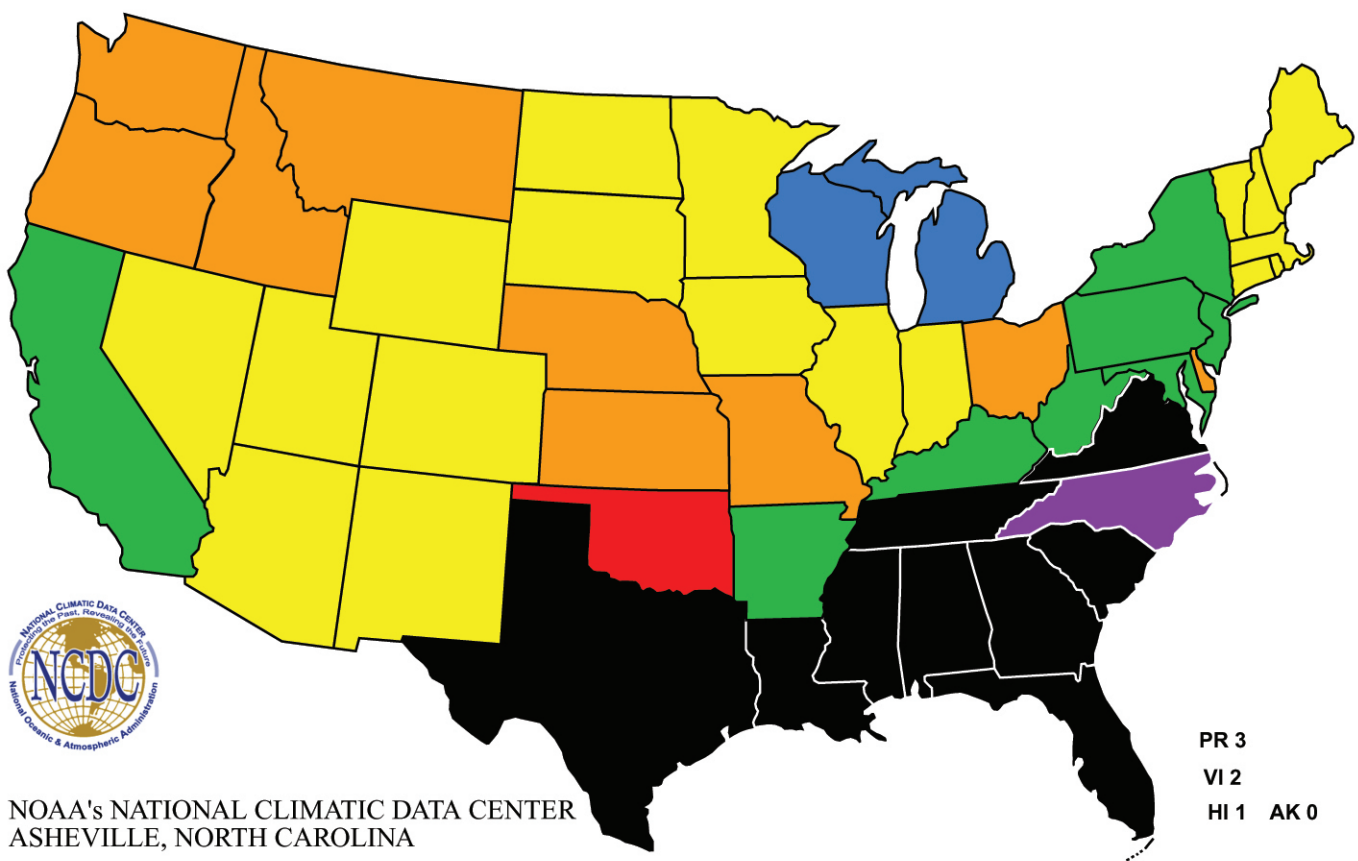 NATIONAL CLIMATIC DATA CENTER
Protecting the Past, Revealing the Future
NCDC
National Oceanic & Atmospheric Administration
NOAA's NATIONAL CLIMATIC DATA CENTER
ASHEVILLE, NORTH CAROLINA
PR 3
VI 2
HI 1 AK 0